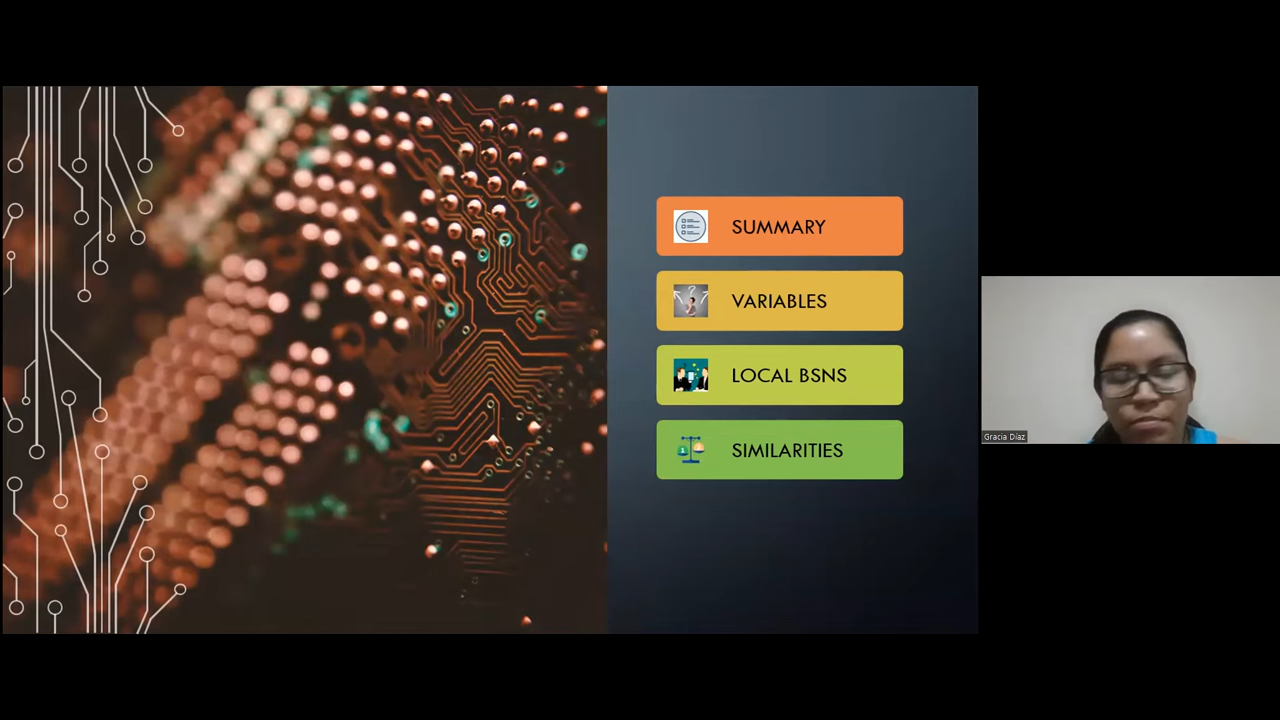 SUMMARY
VARIABLES
LOCAL BSNS
SIMILARITIES
Gracia Díaz